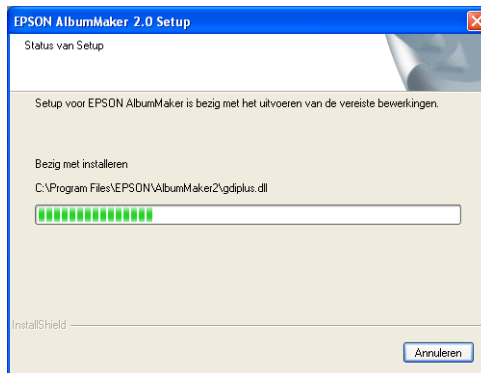 EPSON AlbumMaker 2.0 Setup
Status van Setup
Setup voor EPSON AlbumMaker is bezig met het uitvoeren van de vereiste bewerkingen.
Bezig met installeren
C:\Program Files\EPSON\AlbumMaker2\gdiplus.dll
InstallShield
Annuleren